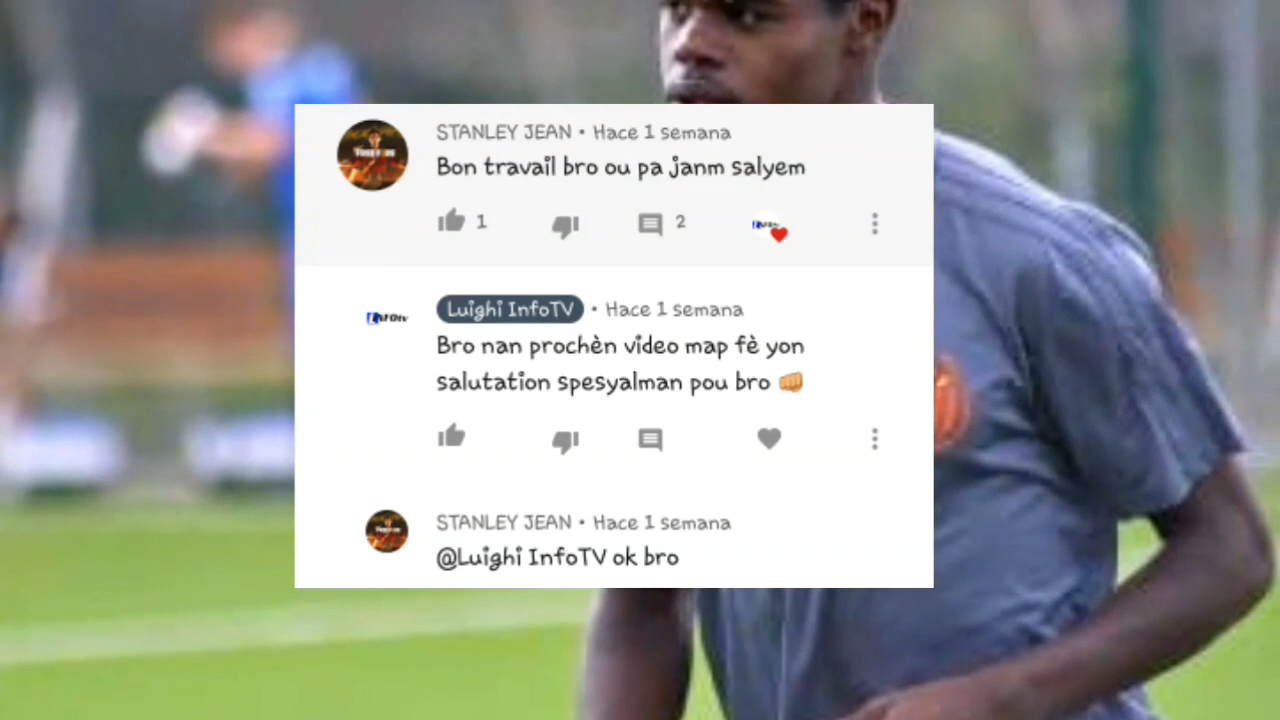 STANLEY JEAN • Hace 1 semana
Bon travail bro ou pa janm salyem
1
2
Luighi InfoTV • Hace 1 semana
Bro nan prochèn video map fè yon
salutation spesyalman pou bro 👊
STANLEY JEAN • Hace 1 semana
@Luighi InfoTV ok bro